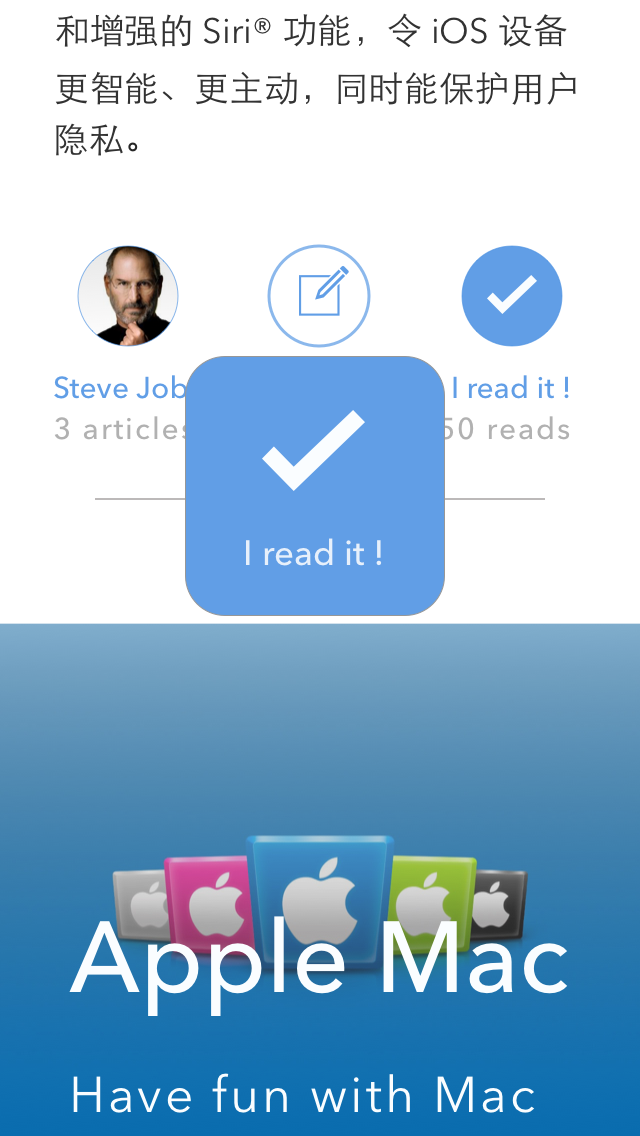 和增强的 Siri® 功能，令 iOS 设备
更智能、更主动，同时能保护用户
隐私。
Steve Job
I read it !
3 articles
50 reads
I read it !
Apple Mac
Have fun with Mac